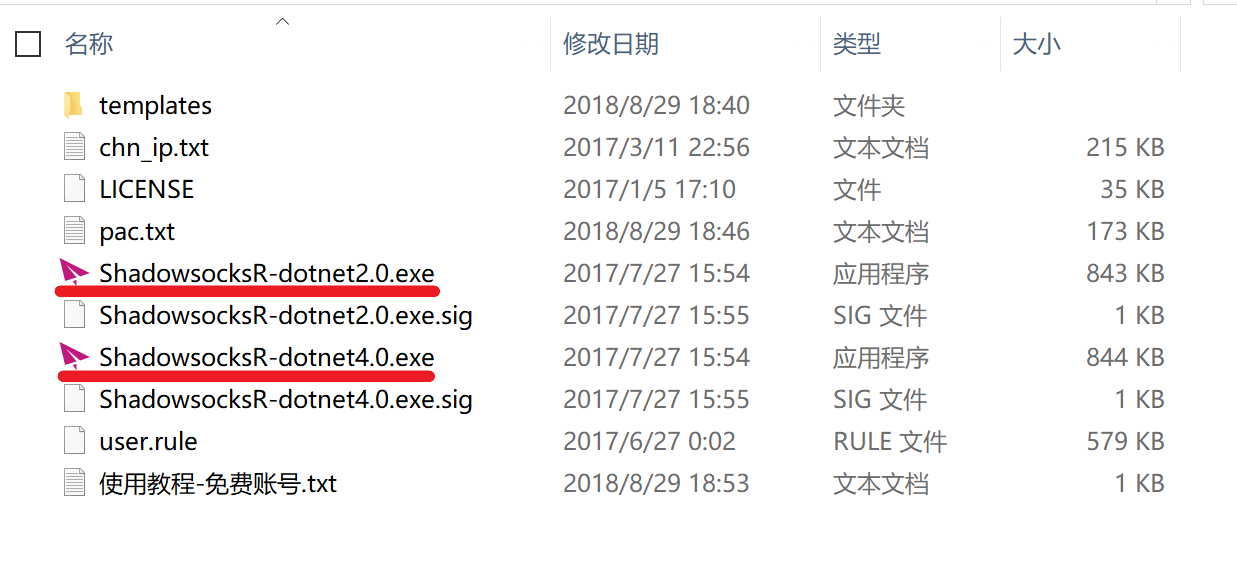 名称 修改日期 类型 大小
templates 2018/8/29 18:40 文件夹
chn_ip.txt 2017/3/11 22:56 文本文档 215 KB
LICENSE 2017/1/5 17:10 文件 35 KB
pac.txt 2018/8/29 18:46 文本文档 173 KB
ShadowsocksR-dotnet2.0.exe 2017/7/27 15:54 应用程序 843 KB
ShadowsocksR-dotnet2.0.exe.sig 2017/7/27 15:55 SIG 文件 1 KB
ShadowsocksR-dotnet4.0.exe 2017/7/27 15:54 应用程序 844 KB
ShadowsocksR-dotnet4.0.exe.sig 2017/7/27 15:55 SIG 文件 1 KB
user.rule 2017/6/27 0:02 RULE 文件 579 KB
使用教程-免费账号.txt 2018/8/29 18:53 文本文档 1 KB